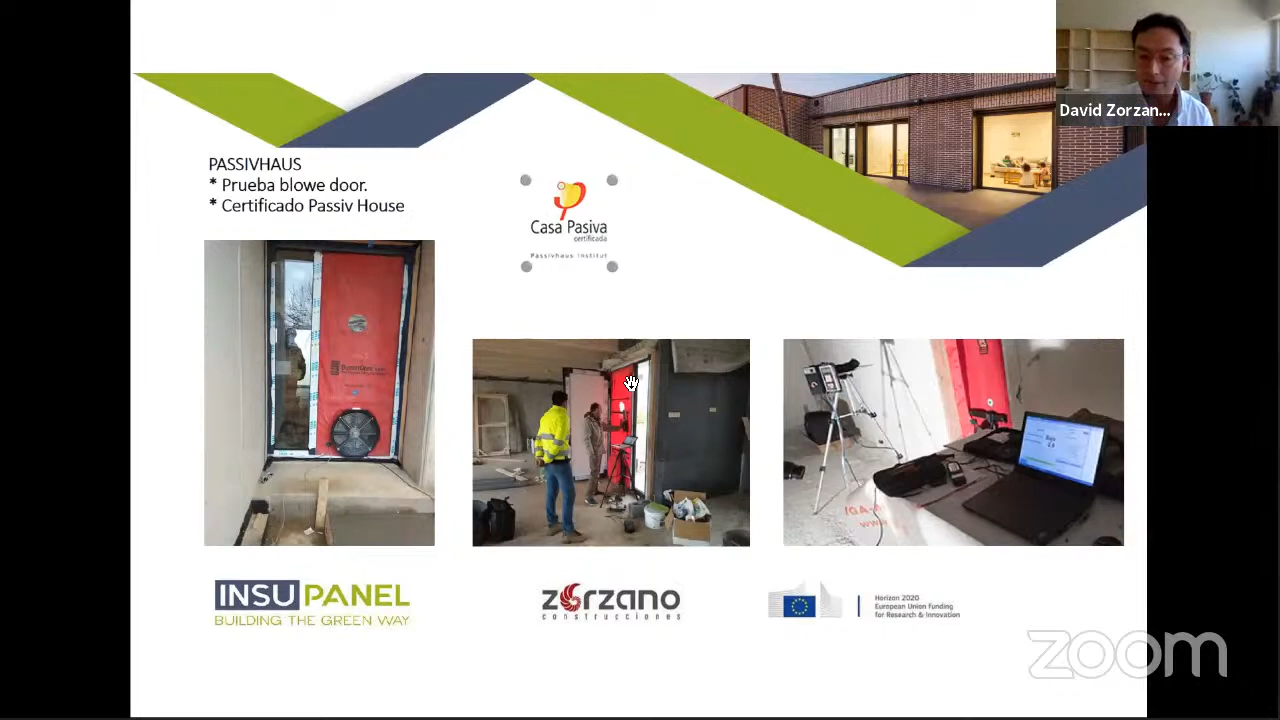 David Zorzan...
PASSIVHAUS
* Prueba blowe door.
* Certificado Passiv House
Casa Pasiva
certificada
Passivhaus Institut
INSUPANEL
BUILDING THE GREEN WAY
zorzano
construcciones
Horizon 2020
European Union funding
for Research & Innovation
zoom